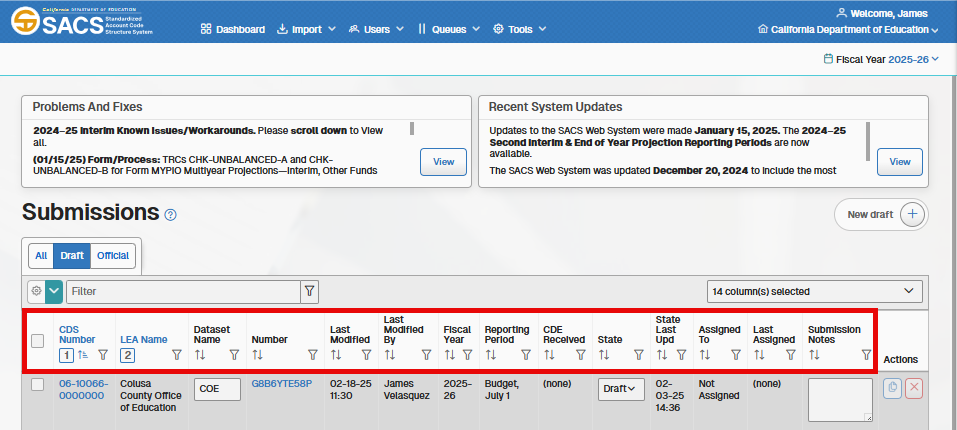 California DEPARTMENT OF EDUCATION
SACS Standardized Account Code Structure System
Dashboard Import Users Queues Tools
Welcome, James
California Department of Education
Fiscal Year 2025-26
Problems And Fixes
2024–25 Interim Known Issues/Workarounds. Please scroll down to View
all.
(01/15/25) Form/Process: TRCs CHK-UNBALANCED-A and CHK-
UNBALANCED-B for Form MYPIO Multiyear Projections—Interim, Other Funds
View
Recent System Updates
Updates to the SACS Web System were made January 15, 2025. The 2024–25
Second Interim & End of Year Projection Reporting Periods are now
available.
The SACS Web System was updated December 20, 2024 to include the most
View
Submissions ?
New draft +
All Draft Official
Filter
14 column(s) selected
CDS Number 1
LEA Name 2
Dataset Name
Number
Last Modified
Last Modified By
Fiscal Year
Reporting Period
CDE Received
State
State Last Upd
Assigned To
Last Assigned
Submission Notes
Actions
06-10066-0000000
Colusa County Office of Education
COE
G8B6YTE58P
02-18-25 11:30
James Velasquez
2025-26
Budget, July 1
(none)
Draft
02-03-25 14:36
Not Assigned
(none)